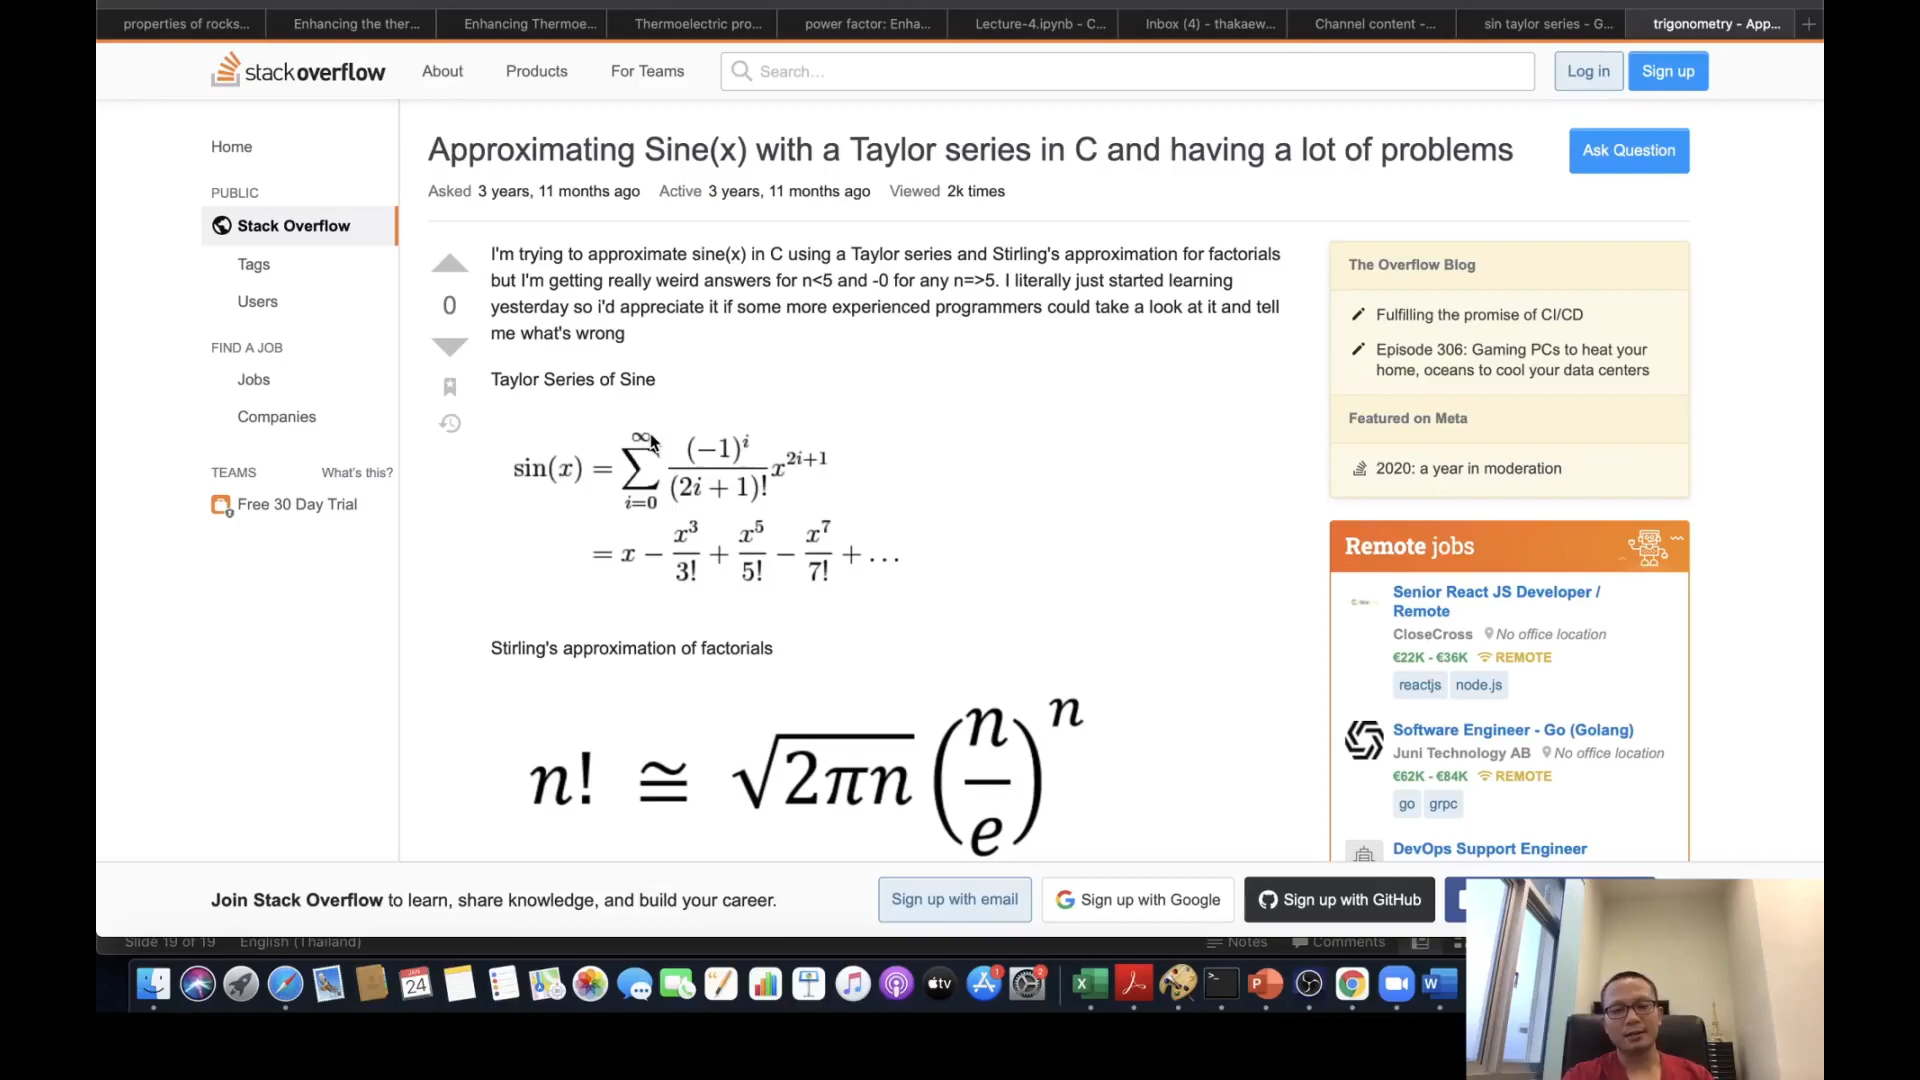 properties of rocks...
Enhancing the ther...
Enhancing Thermoe...
Thermoelectric pro...
power factor: Enha...
Lecture-4.ipynb - C...
Inbox (4) - thakaew...
Channel content -...
sin taylor series - G...
trigonometry - App...
stackoverflow
About
Products
For Teams
Search...
Log in
Sign up
Home
PUBLIC
Stack Overflow
Tags
Users
FIND A JOB
Jobs
Companies
TEAMS
What's this?
Free 30 Day Trial
Approximating Sine(x) with a Taylor series in C and having a lot of problems
Ask Question
Asked 3 years, 11 months ago Active 3 years, 11 months ago Viewed 2k times
0
I'm trying to approximate sine(x) in C using a Taylor series and Stirling's approximation for factorials
but I'm getting really weird answers for n<5 and -0 for any n=>5. I literally just started learning
yesterday so i'd appreciate it if some more experienced programmers could take a look at it and tell
me what's wrong
Taylor Series of Sine
sin(x) = ∑_{i=0}^{∞} (−1)^i / (2i + 1)! x^{2i+1}
= x − x^3/3! + x^5/5! − x^7/7! + ...
Stirling's approximation of factorials
n! ≅ √(2πn) (n/e)^n
The Overflow Blog
Fulfilling the promise of CI/CD
Episode 306: Gaming PCs to heat your
home, oceans to cool your data centers
Featured on Meta
2020: a year in moderation
Remote jobs
Senior React JS Developer /
Remote
CloseCross No office location
€22K - €36K REMOTE
reactjs node.js
Software Engineer - Go (Golang)
Juni Technology AB No office location
€62K - €84K REMOTE
go grpc
DevOps Support Engineer
Join Stack Overflow to learn, share knowledge, and build your career.
Sign up with email
Sign up with Google
Sign up with GitHub
Slide 19 of 19
English (Thailand)
Notes
Comments
JAN
24
tv
1
2
X
P
W